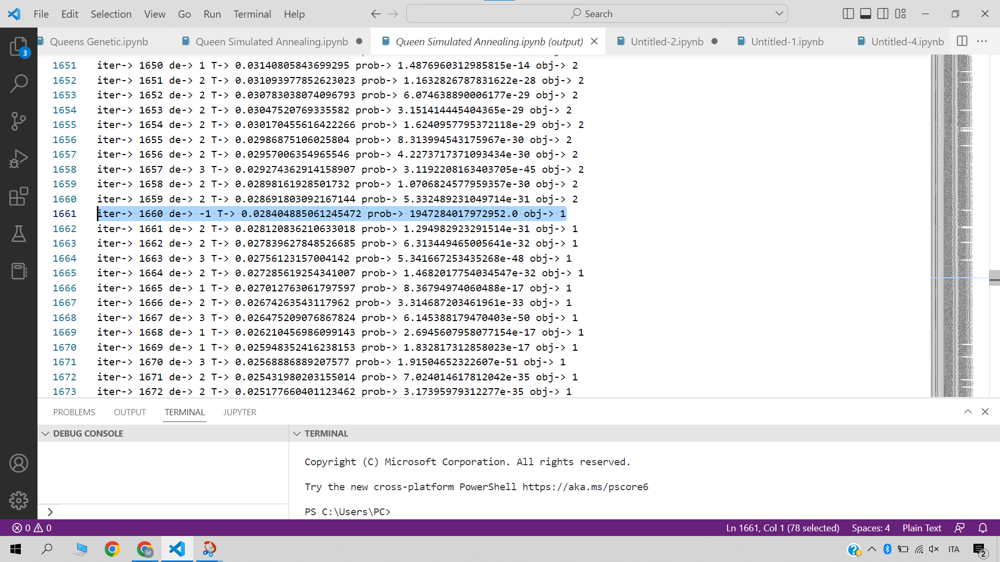 File Edit Selection View Go Run Terminal Help
Search
Queens Genetic.ipynb
Queen Simulated Annealing.ipynb
Queen Simulated Annealing.ipynb (output)
Untitled-2.ipynb
Untitled-1.ipynb
Untitled-4.ipynb
3
1651 iter-> 1650 de-> 1 T-> 0.03140805843699295 prob-> 1.4876960312985815e-14 obj-> 2
1652 iter-> 1651 de-> 2 T-> 0.031093977852623023 prob-> 1.1632826787831622e-28 obj-> 2
1653 iter-> 1652 de-> 2 T-> 0.030783038074096793 prob-> 6.074638890006177e-29 obj-> 2
1654 iter-> 1653 de-> 2 T-> 0.03047520769335582 prob-> 3.151414445404365e-29 obj-> 2
1655 iter-> 1654 de-> 2 T-> 0.030170455616422266 prob-> 1.6240957795372118e-29 obj-> 2
1656 iter-> 1655 de-> 2 T-> 0.02986875106025804 prob-> 8.313994543175967e-30 obj-> 2
1657 iter-> 1656 de-> 2 T-> 0.02957006354965546 prob-> 4.2273717371093434e-30 obj-> 2
1658 iter-> 1657 de-> 3 T-> 0.029274362914158907 prob-> 3.1192208163403705e-45 obj-> 2
1659 iter-> 1658 de-> 2 T-> 0.02898161928501732 prob-> 1.0706824577959357e-30 obj-> 2
1660 iter-> 1659 de-> 2 T-> 0.028691803092167144 prob-> 5.332489231049714e-31 obj-> 2
1661 iter-> 1660 de-> -1 T-> 0.028404885061245472 prob-> 1947284017972952.0 obj-> 1
1662 iter-> 1661 de-> 2 T-> 0.028120836210633018 prob-> 1.294982923291514e-31 obj-> 1
1663 iter-> 1662 de-> 2 T-> 0.027839627848526685 prob-> 6.313449465005641e-32 obj-> 1
1664 iter-> 1663 de-> 3 T-> 0.02756123157004142 prob-> 5.341667253435268e-48 obj-> 1
1665 iter-> 1664 de-> 2 T-> 0.027285619254341007 prob-> 1.4682017754034547e-32 obj-> 1
1666 iter-> 1665 de-> 1 T-> 0.027012763061797597 prob-> 8.36794974060488e-17 obj-> 1
1667 iter-> 1666 de-> 2 T-> 0.02674263543117962 prob-> 3.314687203461961e-33 obj-> 1
1668 iter-> 1667 de-> 3 T-> 0.026475209076867824 prob-> 6.145388179470403e-50 obj-> 1
1669 iter-> 1668 de-> 1 T-> 0.026210456986099143 prob-> 2.6945607958077154e-17 obj-> 1
1670 iter-> 1669 de-> 1 T-> 0.025948352416238153 prob-> 1.832817312858023e-17 obj-> 1
1671 iter-> 1670 de-> 3 T-> 0.02568886889207577 prob-> 1.91504652322607e-51 obj-> 1
1672 iter-> 1671 de-> 2 T-> 0.025431980203155014 prob-> 7.024014617812042e-35 obj-> 1
1673 iter-> 1672 de-> 2 T-> 0.025177660401123462 prob-> 3.17395979312277e-35 obj-> 1
PROBLEMS OUTPUT TERMINAL JUPYTER
DEBUG CONSOLE
TERMINAL
Copyright (C) Microsoft Corporation. All rights reserved.
Try the new cross-platform PowerShell https://aka.ms/pscore6
PS C:\Users\PC>
0 0
Ln 1661, Col 1 (78 selected) Spaces: 4 Plain Text
M
ITA
2